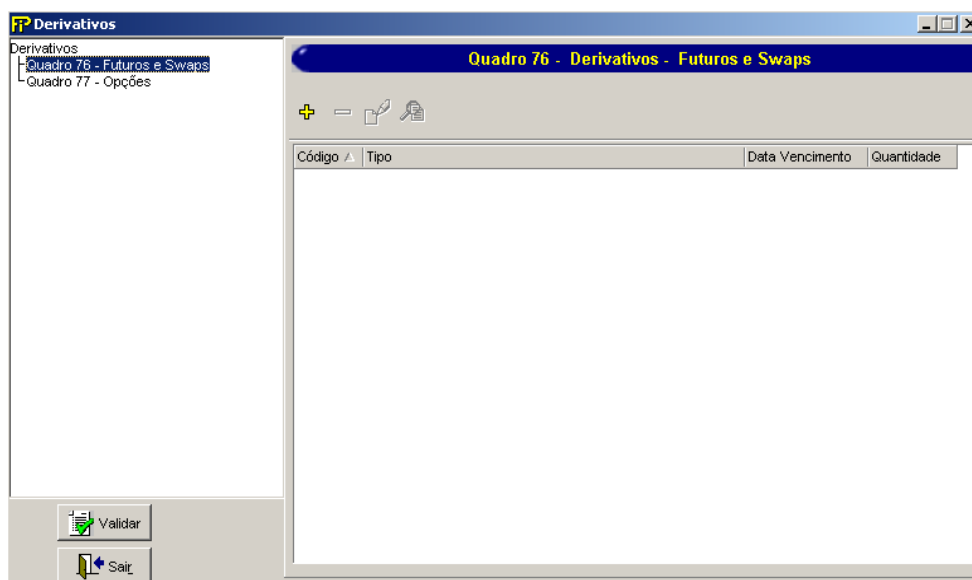 FiP Derivativos
Derivativos
Quadro 76 - Futuros e Swaps
Quadro 77 - Opções
Quadro 76 - Derivativos - Futuros e Swaps
Código Tipo Data Vencimento Quantidade
Validar
Sair